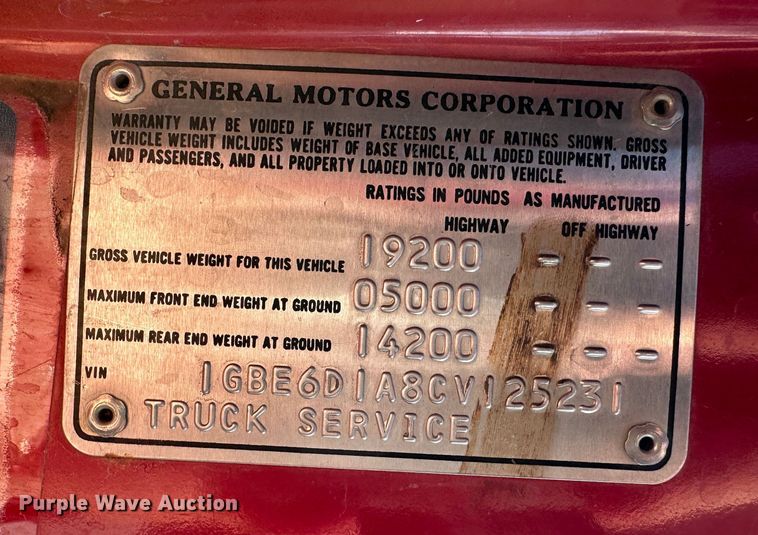 GENERAL MOTORS CORPORATION
WARRANTY MAY BE VOIDED IF WEIGHT EXCEEDS ANY OF RATINGS SHOWN. GROSS
VEHICLE WEIGHT INCLUDES WEIGHT OF BASE VEHICLE, ALL ADDED EQUIPMENT, DRIVER
AND PASSENGERS, AND ALL PROPERTY LOADED INTO OR ONTO VEHICLE.
RATINGS IN POUNDS AS MANUFACTURED
HIGHWAY OFF HIGHWAY
GROSS VEHICLE WEIGHT FOR THIS VEHICLE 19200 - - -
MAXIMUM FRONT END WEIGHT AT GROUND 05000 - - -
MAXIMUM REAR END WEIGHT AT GROUND 14200 - - -
VIN 1GBE6D1A8CV125231
TRUCK SERVICE
Purple Wave Auction